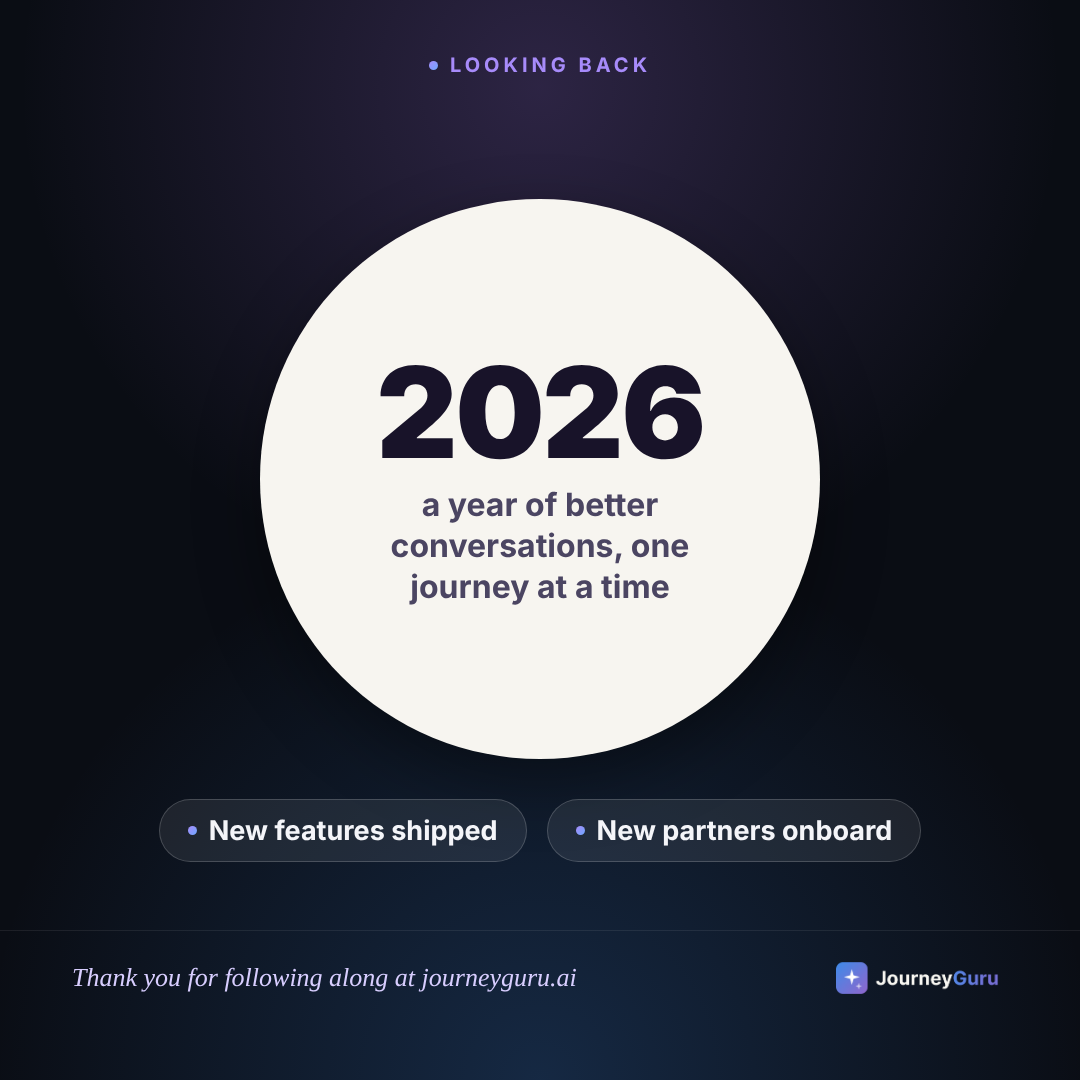 LOOKING BACK
2026
a year of better
conversations, one
journey at a time
New features shipped
New partners onboard
Thank you for following along at journeyguru.ai
JourneyGuru